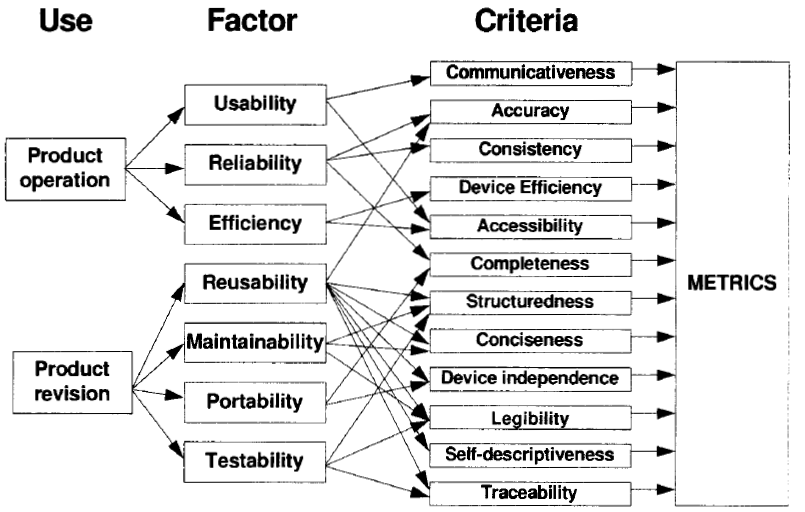 Use
Factor
Criteria
Usability
Reliability
Efficiency
Reusability
Maintainability
Portability
Testability
Product
operation
Product
revision
Communicativeness
Accuracy
Consistency
Device Efficiency
Accessibility
Completeness
Structuredness
Conciseness
Device independence
Legibility
Self-descriptiveness
Traceability
METRICS